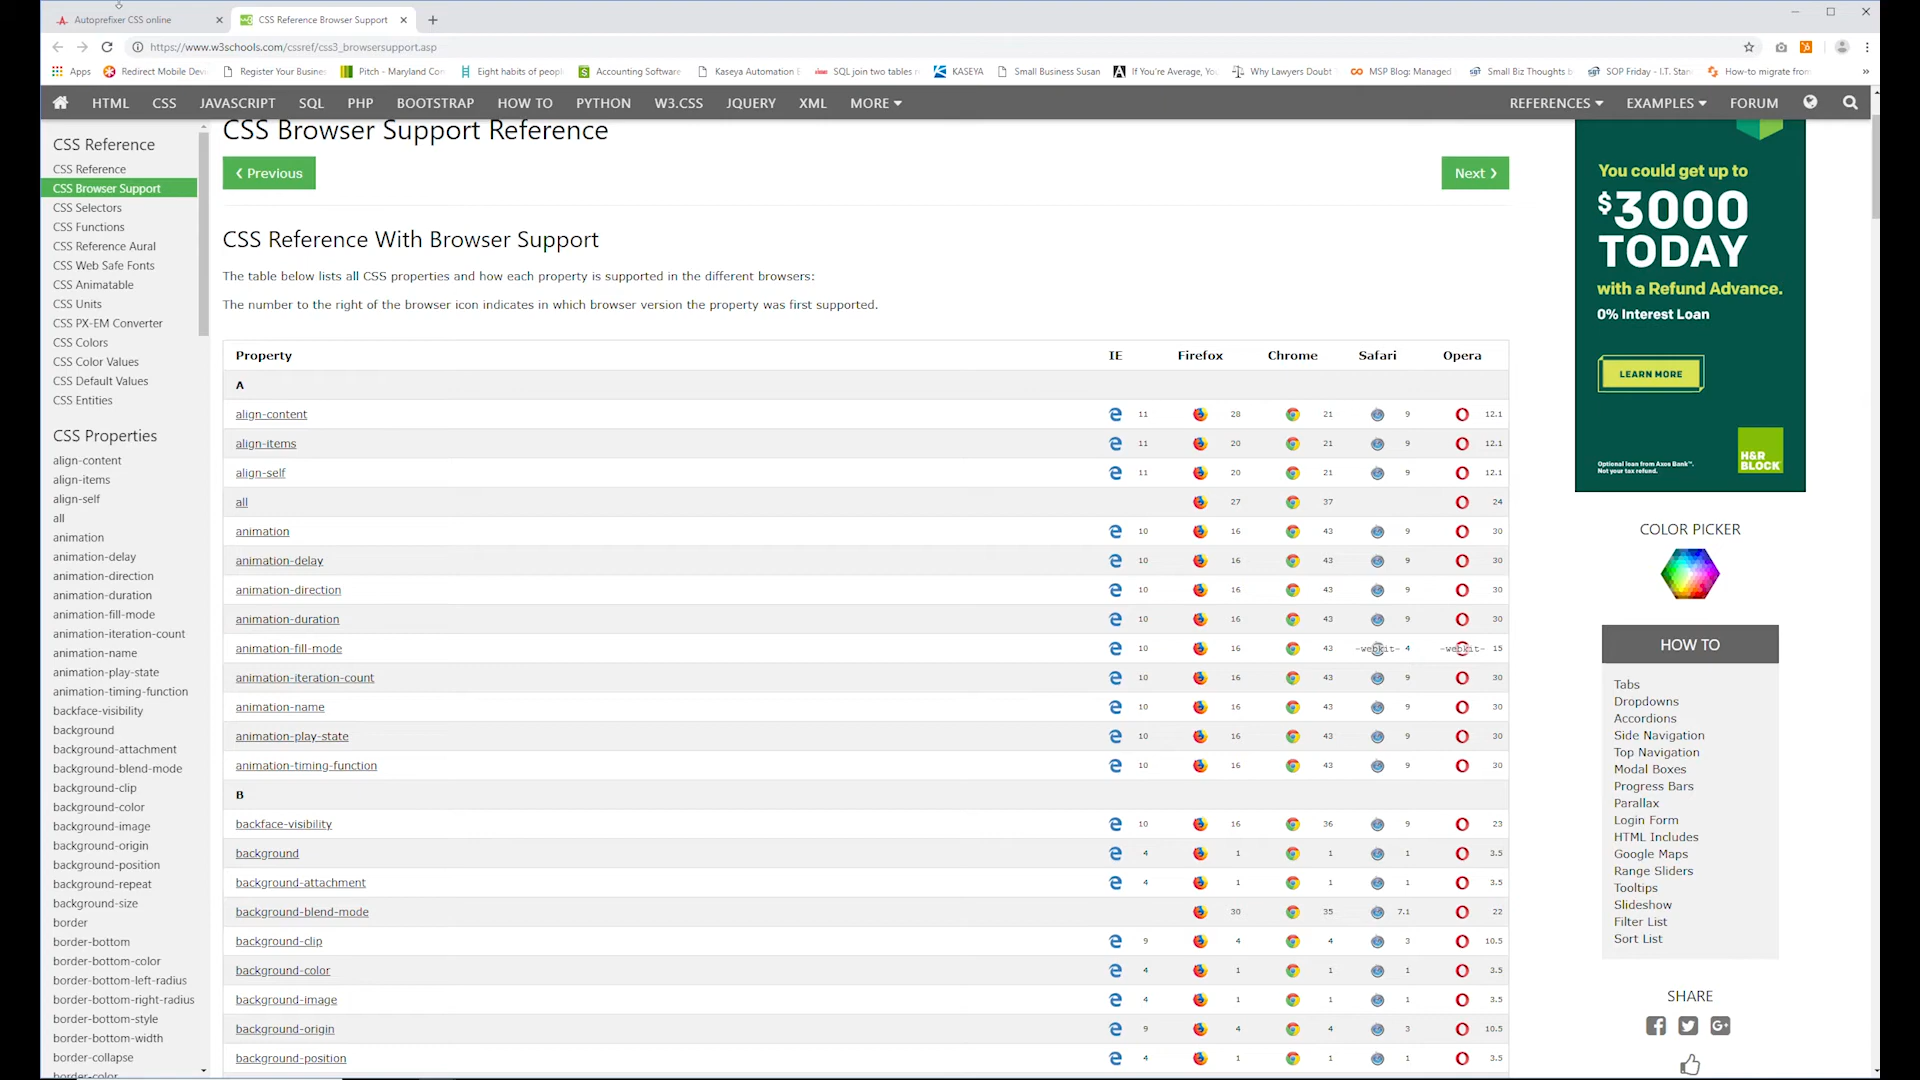 Autoprefixer CSS online
CSS Reference Browser Support
https://www.w3schools.com/cssref/css3_browsersupport.asp
Apps
Redirect Mobile Dev
Register Your Busine
Pitch - Maryland Con
Eight habits of people
Accounting Software
Kaseya Automation E
SQL join two tables n
KASEYA
Small Business Susan
If You're Average, Yo
Why Lawyers Doubt
MSP Blog: Managed
Small Biz Thoughts b
SOP Friday - I.T. Stan
How-to migrate from
HTML CSS JAVASCRIPT SQL PHP BOOTSTRAP HOW TO PYTHON W3.CSS JQUERY XML MORE REFERENCES EXAMPLES FORUM
CSS Reference
CSS Reference
CSS Browser Support
CSS Selectors
CSS Functions
CSS Reference Aural
CSS Web Safe Fonts
CSS Animatable
CSS Units
CSS PX-EM Converter
CSS Colors
CSS Color Values
CSS Default Values
CSS Entities
CSS Properties
align-content
align-items
align-self
all
animation
animation-delay
animation-direction
animation-duration
animation-fill-mode
animation-iteration-count
animation-name
animation-play-state
animation-timing-function
backface-visibility
background
background-attachment
background-blend-mode
background-clip
background-color
background-image
background-origin
background-position
background-repeat
background-size
border
border-bottom
border-bottom-color
border-bottom-left-radius
border-bottom-right-radius
border-bottom-style
border-bottom-width
border-collapse
border-color
CSS Browser Support Reference
❮ Previous
Next ❯
CSS Reference With Browser Support
The table below lists all CSS properties and how each property is supported in the different browsers:
The number to the right of the browser icon indicates in which browser version the property was first supported.
Property IE Firefox Chrome Safari Opera
A
align-content 11 28 21 9 12.1
align-items 11 20 21 9 12.1
align-self 11 20 21 9 12.1
all 27 37 24
animation 10 16 43 9 30
animation-delay 10 16 43 9 30
animation-direction 10 16 43 9 30
animation-duration 10 16 43 9 30
animation-fill-mode 10 16 43 -webkit- 4 -webkit- 15
animation-iteration-count 10 16 43 9 30
animation-name 10 16 43 9 30
animation-play-state 10 16 43 9 30
animation-timing-function 10 16 43 9 30
B
backface-visibility 10 16 36 9 23
background 4 1 1 1 3.5
background-attachment 4 1 1 1 3.5
background-blend-mode 30 35 7.1 22
background-clip 9 4 4 3 10.5
background-color 4 1 1 1 3.5
background-image 4 1 1 1 3.5
background-origin 9 4 4 3 10.5
background-position 4 1 1 1 3.5
You could get up to
$3000
TODAY
with a Refund Advance.
0% Interest Loan
LEARN MORE
Optional loan from Axos Bank™.
Not your tax refund.
H&R
BLOCK
COLOR PICKER
HOW TO
Tabs
Dropdowns
Accordions
Side Navigation
Top Navigation
Modal Boxes
Progress Bars
Parallax
Login Form
HTML Includes
Google Maps
Range Sliders
Tooltips
Slideshow
Filter List
Sort List
SHARE